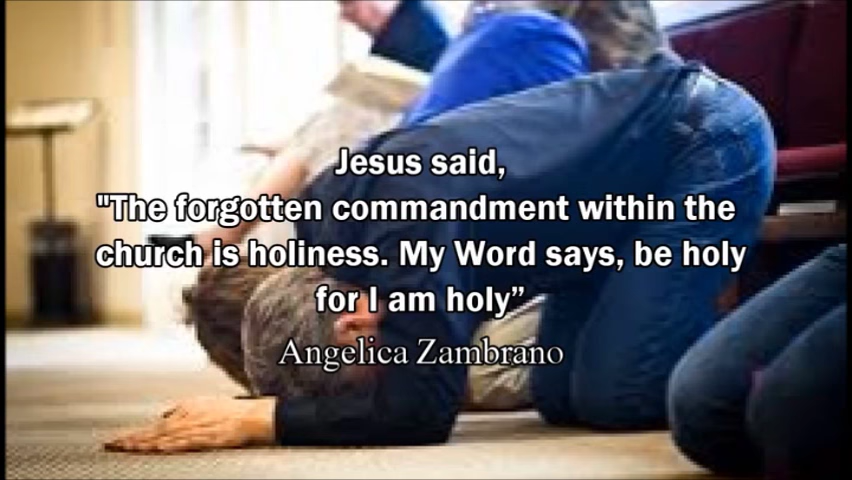 Jesus said,
"The forgotten commandment within the
church is holiness. My Word says, be holy
for I am holy”
Angelica Zambrano